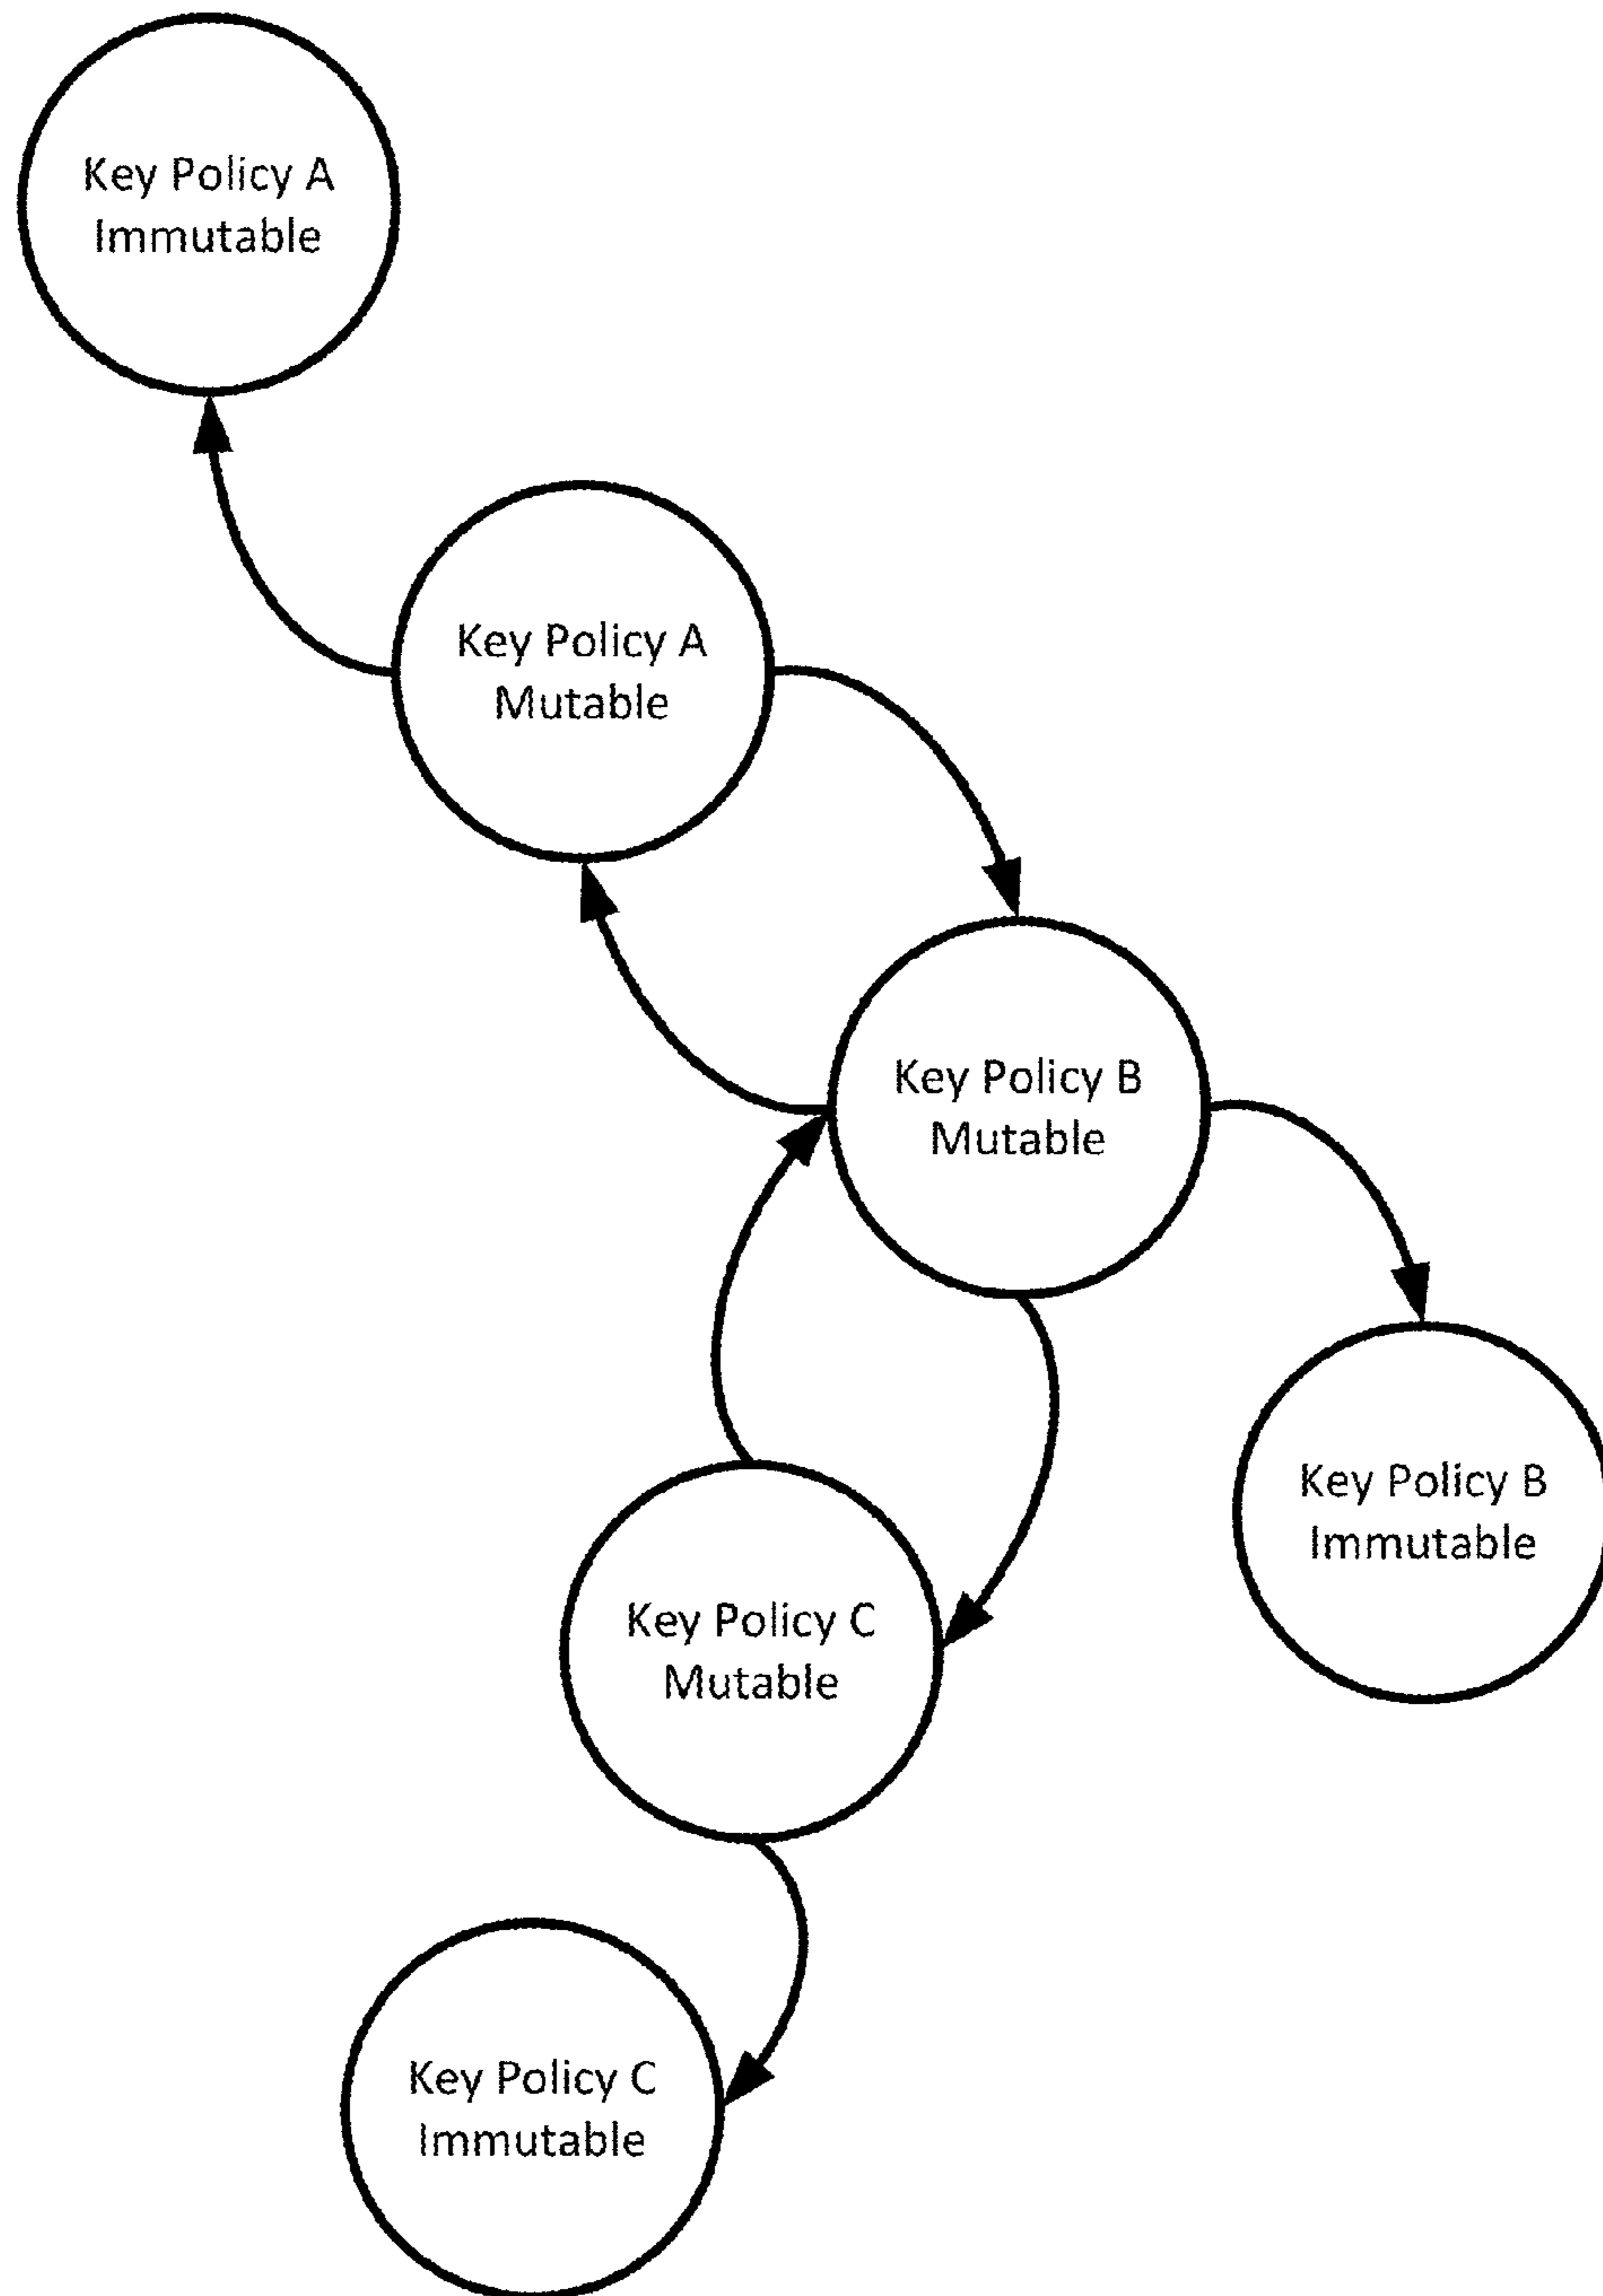 Key Policy A
Immutable
Key Policy A
Mutable
Key Policy B
Mutable
Key Policy B
Immutable
Key Policy C
Mutable
Key Policy C
Immutable